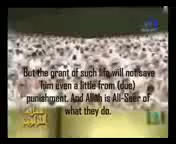 But the grant of such life will not save
him even a little from (due)
punishment. And Allah is All-Seer of
what they do.